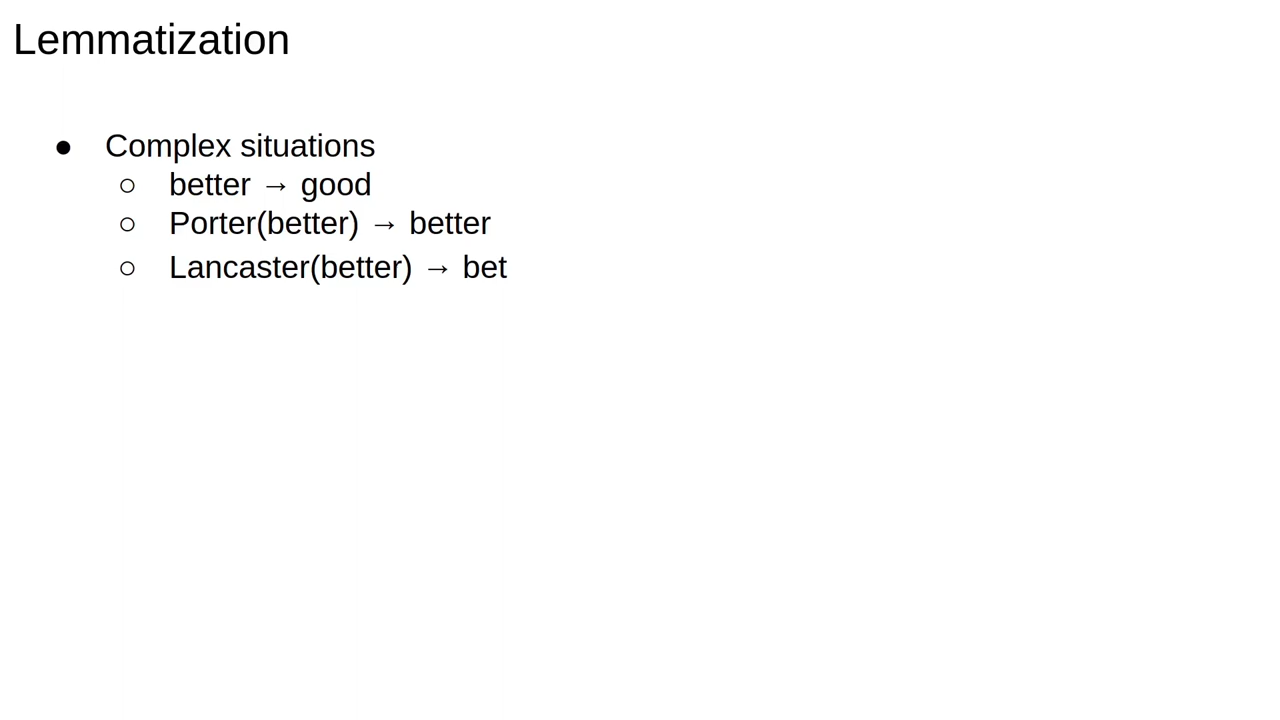 Lemmatization
● Complex situations
○ better → good
○ Porter(better) → better
○ Lancaster(better) → bet